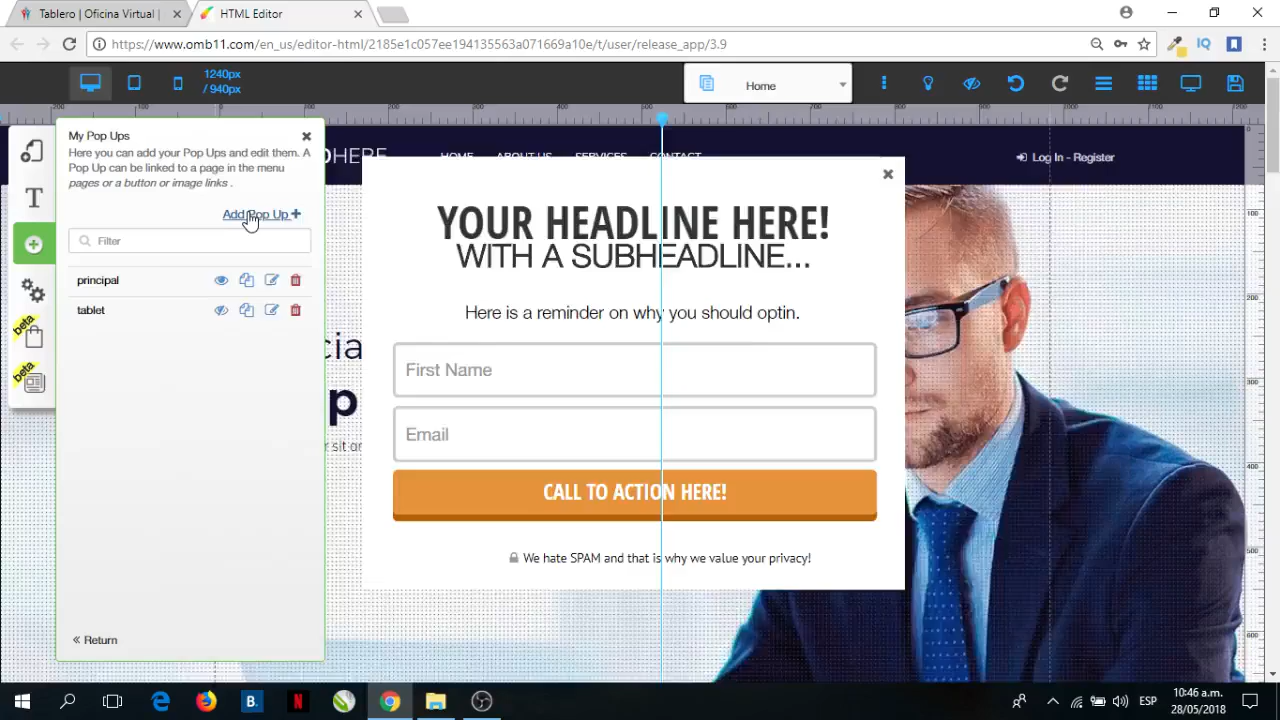 Tablero | Oficina Virtual |
HTML Editor
https://www.omb11.com/en_us/editor-html/2185e1c057ee194135563a071669a10e/t/user/release_app/3.9
1240px
/ 940px
Home
My Pop Ups
Here you can add your Pop Ups and edit them. A
Pop Up can be linked to a page in the menu
pages or a button or image links .
Add Pop Up +
Filter
principal
tablet
beta
beta
« Return
HERE
HOME ABOUT US SERVICES CONTACT
Log In - Register
YOUR HEADLINE HERE!
WITH A SUBHEADLINE...
Here is a reminder on why you should optin.
First Name
Email
CALL TO ACTION HERE!
We hate SPAM and that is why we value your privacy!
ESP
10:46 a.m.
28/05/2018